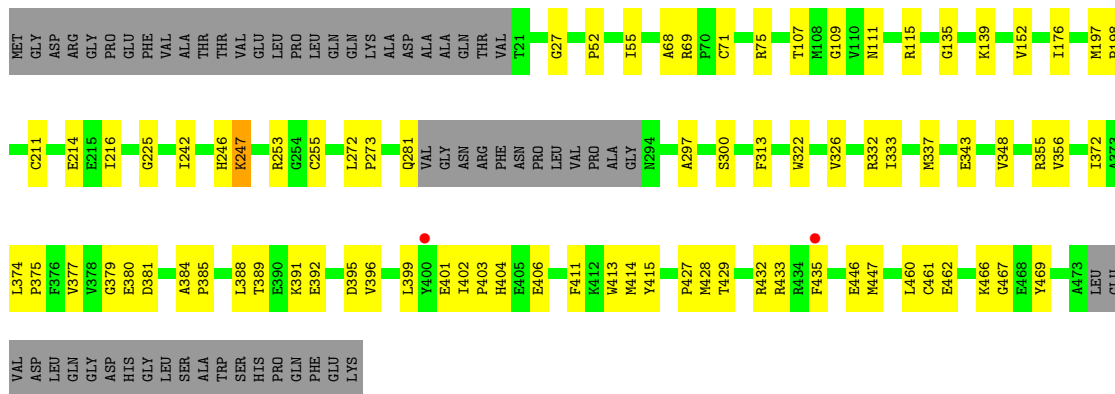 MET GLY ASP ARG GLY PRO GLU PHE VAL ALA THR THR VAL GLU LEU PRO LEU GLN GLN LYS ALA ASP ALA ALA GLN THR VAL T21 G27 P52 I55 A68 R69 P70 C71 R75 T107 M108 G109 V110 N111 R115 G135 K139 V152 I176 M197
C211 E214 E215 I216 G225 I242 H246 K247 R253 G254 C255 L272 P273 Q281 VAL GLY ASN ARG PHE ASN PRO LEU VAL PRO ALA GLY N294 A297 S300 F313 W322 V326 R332 I333 M337 E343 V348 R355 V356 I372 A373
L374 P375 F376 V377 V378 G379 E380 D381 A384 P385 L388 T389 E390 K391 E392 D395 V396 L399 Y400 E401 I402 P403 H404 E405 E406 F411 K412 W413 M414 Y415 P427 M428 T429 R432 R433 R434 F435 E446 M447 L460 C461 E462 K466 G467 E468 Y469 A473 LEU GLU
VAL ASP LEU GLN GLY ASP HIS GLY LEU SER ALA TRP SER HIS PRO GLN PHE GLU LYS